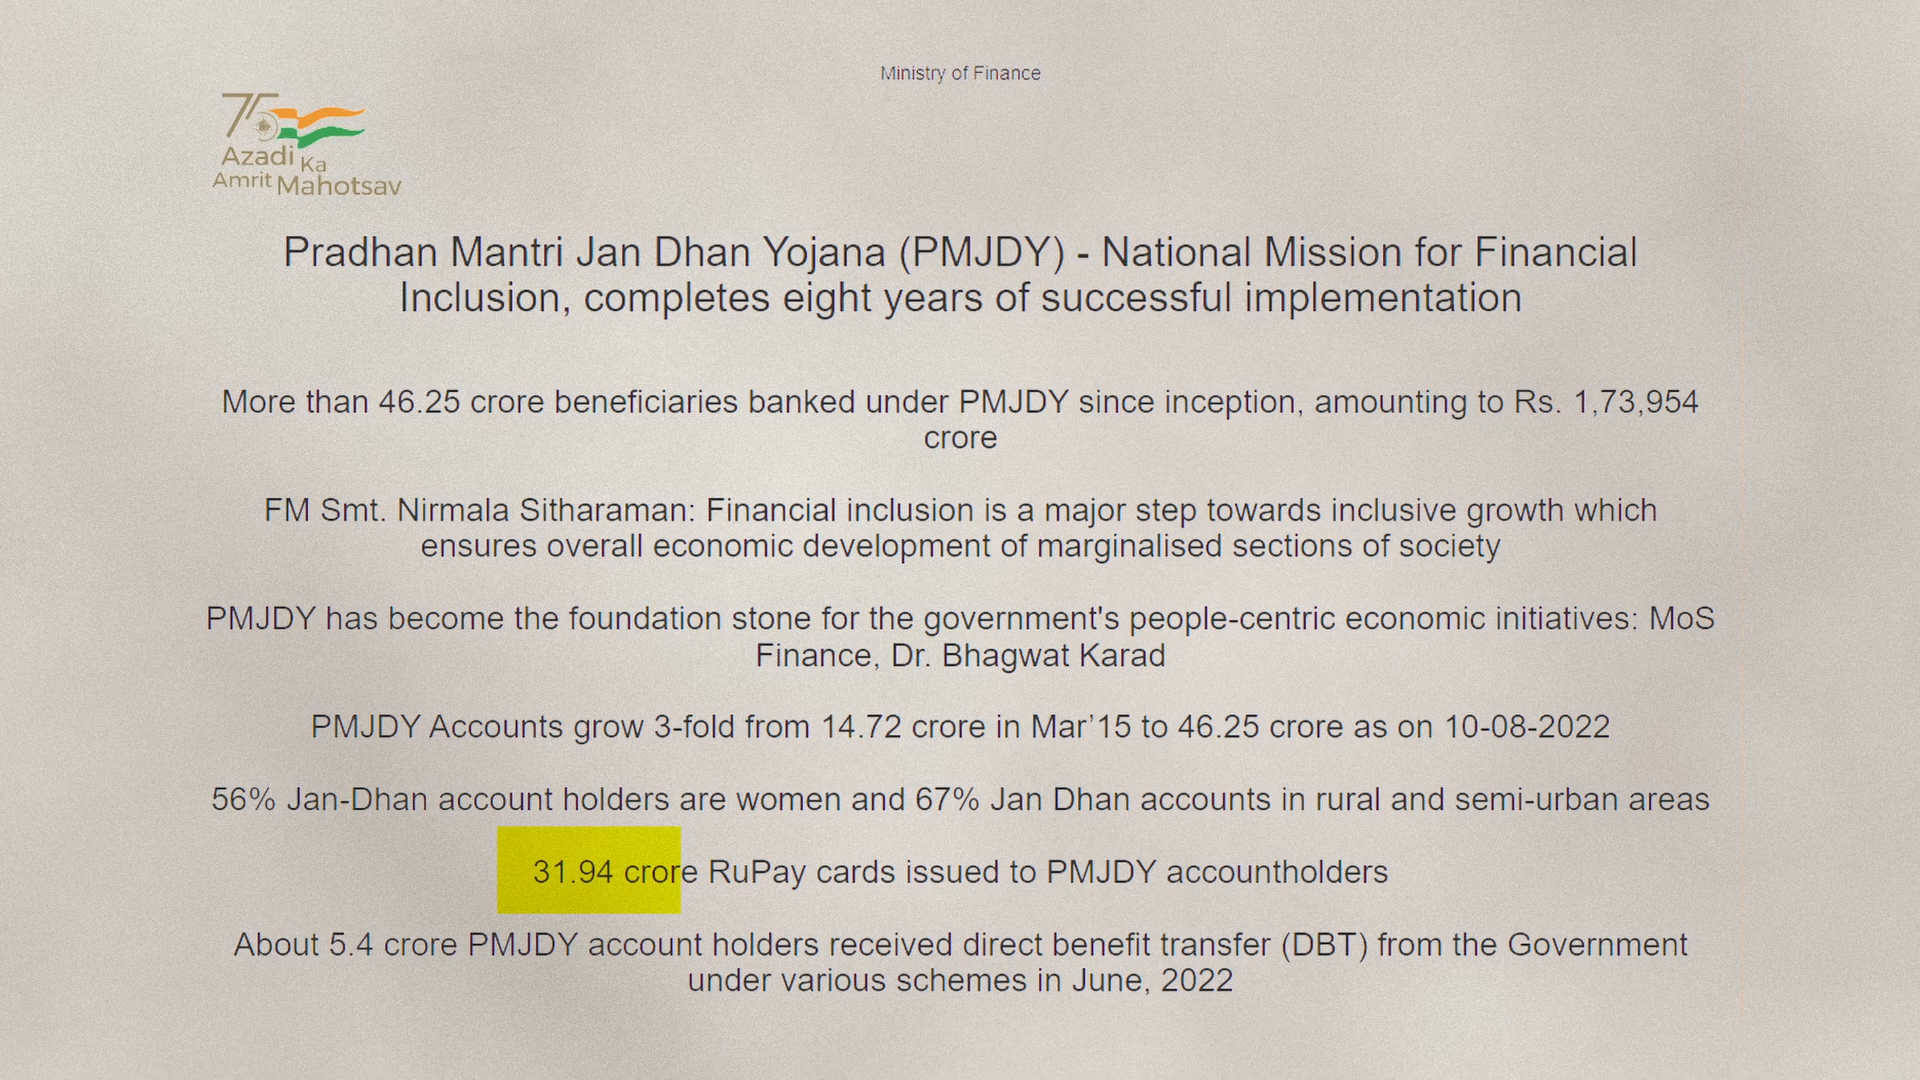 Ministry of Finance
75
Azadi Ka
Amrit Mahotsav
Pradhan Mantri Jan Dhan Yojana (PMJDY) - National Mission for Financial
Inclusion, completes eight years of successful implementation
More than 46.25 crore beneficiaries banked under PMJDY since inception, amounting to Rs. 1,73,954
crore
FM Smt. Nirmala Sitharaman: Financial inclusion is a major step towards inclusive growth which
ensures overall economic development of marginalised sections of society
PMJDY has become the foundation stone for the government's people-centric economic initiatives: MoS
Finance, Dr. Bhagwat Karad
PMJDY Accounts grow 3-fold from 14.72 crore in Mar’15 to 46.25 crore as on 10-08-2022
56% Jan-Dhan account holders are women and 67% Jan Dhan accounts in rural and semi-urban areas
31.94 crore RuPay cards issued to PMJDY accountholders
About 5.4 crore PMJDY account holders received direct benefit transfer (DBT) from the Government
under various schemes in June, 2022